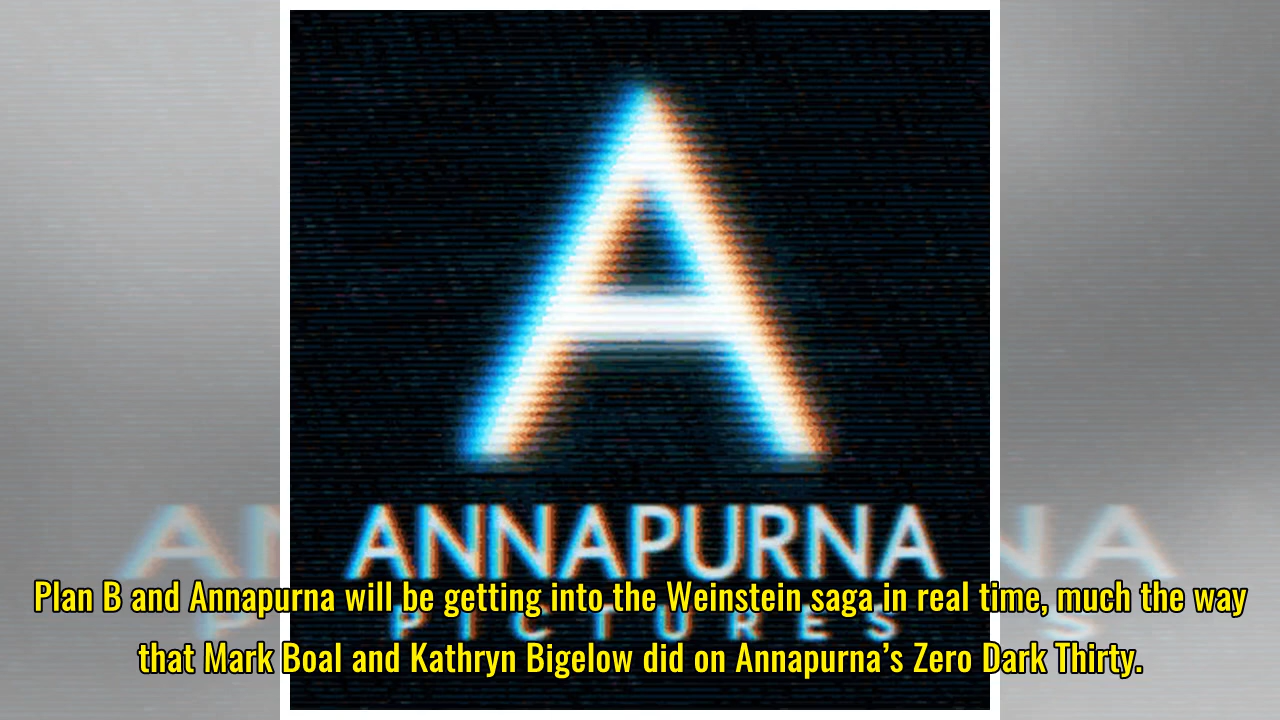 A
ANNAPURNA
PICTURES
Plan B and Annapurna will be getting into the Weinstein saga in real time, much the way
that Mark Boal and Kathryn Bigelow did on Annapurna’s Zero Dark Thirty.